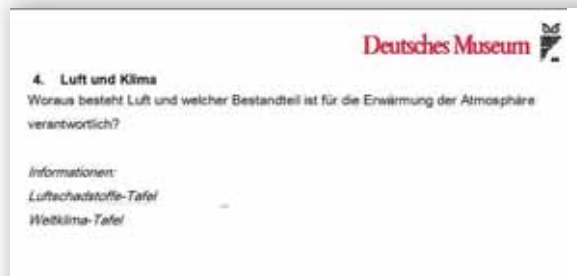 Deutsches Museum
4. Luft und Klima
Woraus besteht Luft und welcher Bestandteil ist für die Erwärmung der Atmosphäre
verantwortlich?
Informationen:
Luftschadstoffe-Tafel
Weltklima-Tafel